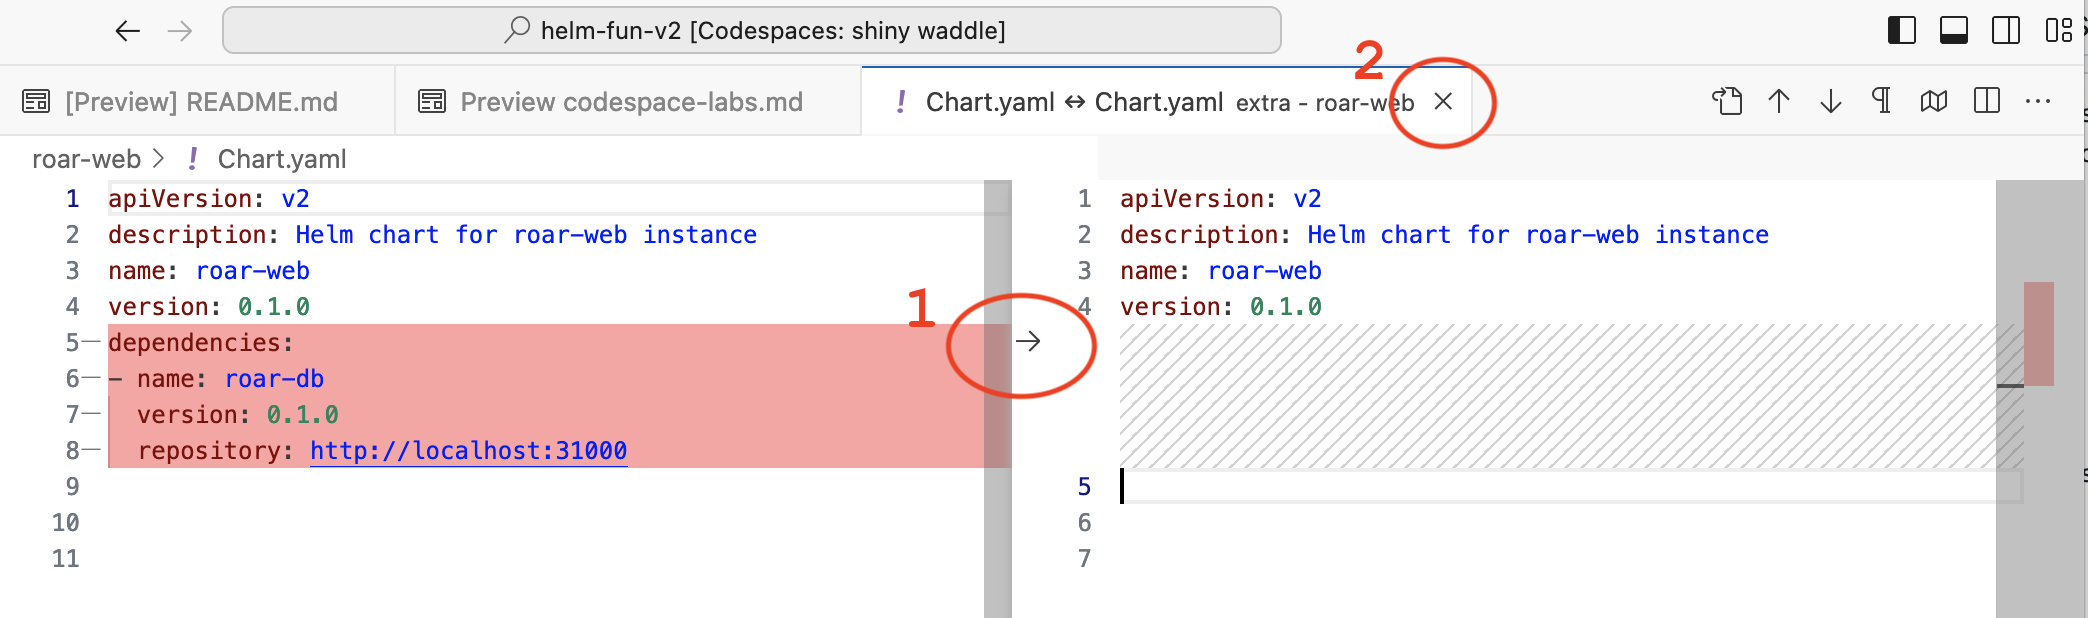 helm-fun-v2 [Codespaces: shiny waddle]
[Preview] README.md
Preview codespace-labs.md
! Chart.yaml ↔ Chart.yaml extra - roar-web
2
roar-web > ! Chart.yaml
1 apiVersion: v2
2 description: Helm chart for roar-web instance
3 name: roar-web
4 version: 0.1.0
5— dependencies:
6— - name: roar-db
7— version: 0.1.0
8— repository: http://localhost:31000
9
10
11
1
1 apiVersion: v2
2 description: Helm chart for roar-web instance
3 name: roar-web
4 version: 0.1.0
5
6
7